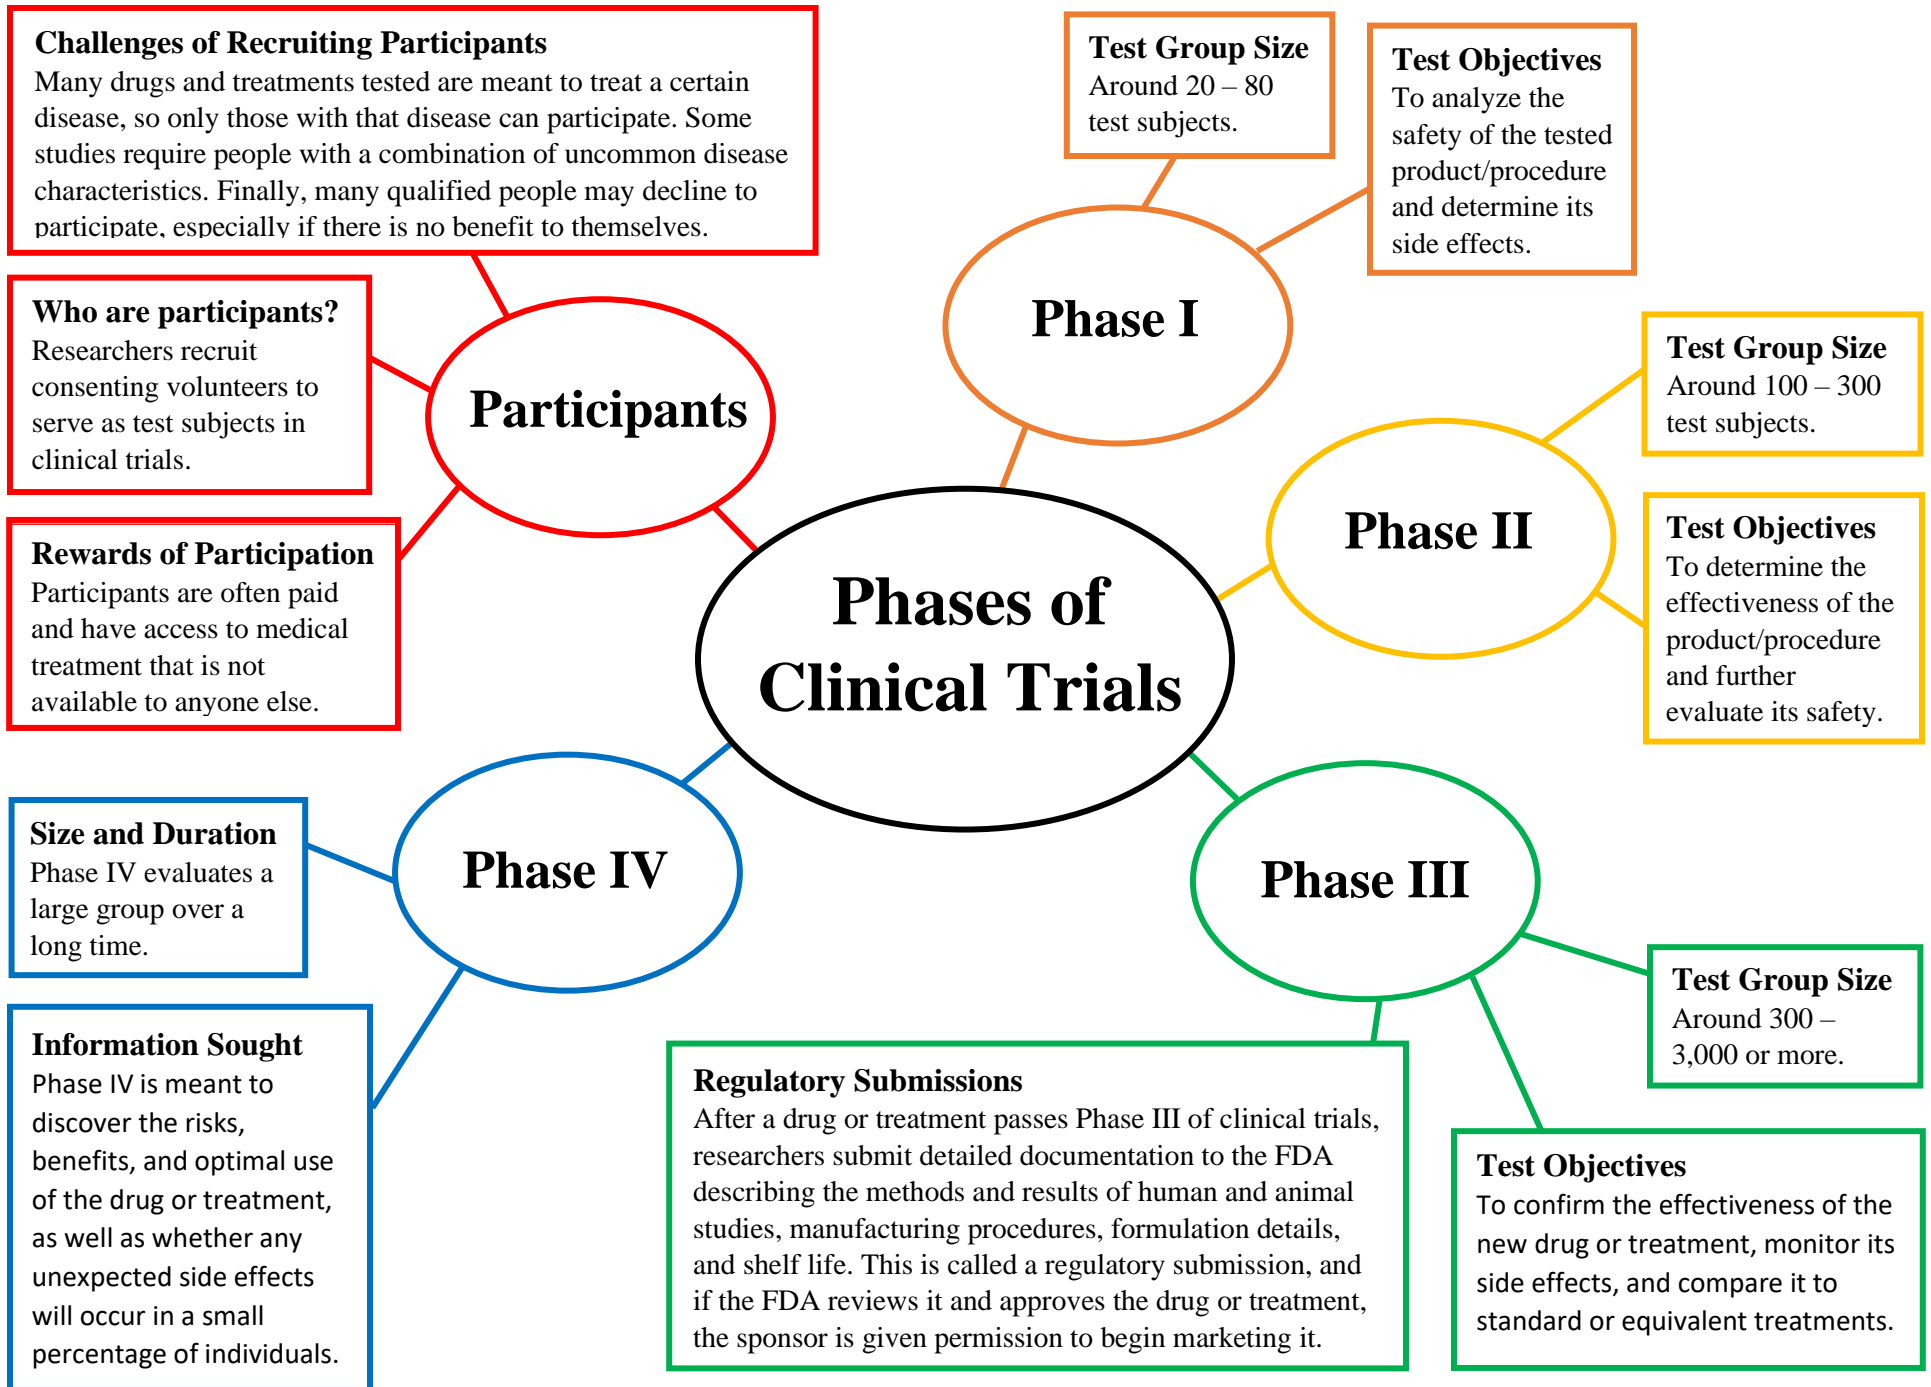 Challenges of Recruiting Participants
Many drugs and treatments tested are meant to treat a certain
disease, so only those with that disease can participate. Some
studies require people with a combination of uncommon disease
characteristics. Finally, many qualified people may decline to
participate, especially if there is no benefit to themselves.
Who are participants?
Researchers recruit
consenting volunteers to
serve as test subjects in
clinical trials.
Rewards of Participation
Participants are often paid
and have access to medical
treatment that is not
available to anyone else.
Participants
Phase I
Test Group Size
Around 20 – 80
test subjects.
Test Objectives
To analyze the
safety of the tested
product/procedure
and determine its
side effects.
Phase II
Test Group Size
Around 100 – 300
test subjects.
Test Objectives
To determine the
effectiveness of the
product/procedure
and further
evaluate its safety.
Phases of
Clinical Trials
Phase IV
Size and Duration
Phase IV evaluates a
large group over a
long time.
Information Sought
Phase IV is meant to
discover the risks,
benefits, and optimal use
of the drug or treatment,
as well as whether any
unexpected side effects
will occur in a small
percentage of individuals.
Phase III
Test Group Size
Around 300 –
3,000 or more.
Regulatory Submissions
After a drug or treatment passes Phase III of clinical trials,
researchers submit detailed documentation to the FDA
describing the methods and results of human and animal
studies, manufacturing procedures, formulation details,
and shelf life. This is called a regulatory submission, and
if the FDA reviews it and approves the drug or treatment,
the sponsor is given permission to begin marketing it.
Test Objectives
To confirm the effectiveness of the
new drug or treatment, monitor its
side effects, and compare it to
standard or equivalent treatments.